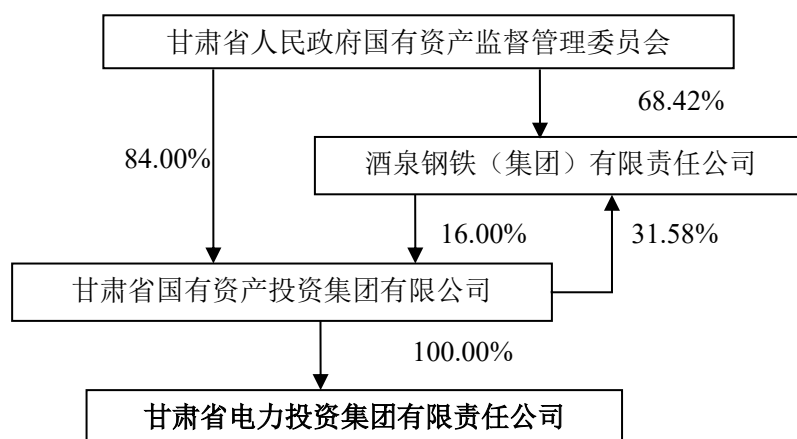 甘肃省人民政府国有资产监督管理委员会
68.42%
84.00%
酒泉钢铁（集团）有限责任公司
16.00%
31.58%
甘肃省国有资产投资集团有限公司
100.00%
甘肃省电力投资集团有限责任公司